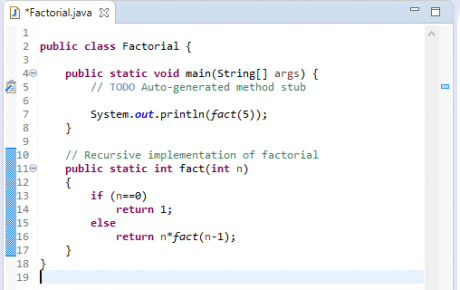 *Factorial.java
1
2 public class Factorial {
3
4 public static void main(String[] args) {
5 // TODO Auto-generated method stub
6
7 System.out.println(fact(5));
8 }
9
10 // Recursive implementation of factorial
11 public static int fact(int n)
12 {
13 if (n==0)
14 return 1;
15 else
16 return n*fact(n-1);
17 }
18 }
19